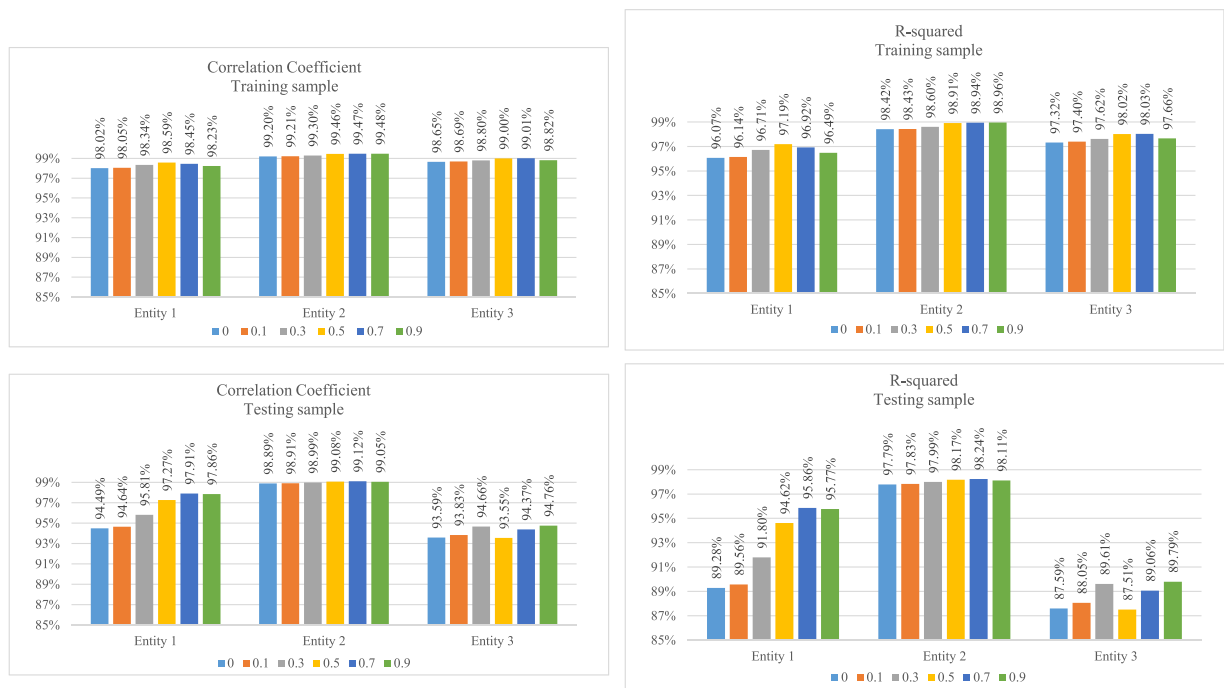 Correlation Coefficient
Training sample
98.02% 98.05% 98.34% 98.59% 98.45% 98.23% 99.20% 99.21% 99.30% 99.46% 99.47% 99.48% 98.65% 98.69% 98.80% 99.00% 99.01% 98.82%
99%
97%
95%
93%
91%
89%
87%
85%
Entity 1 Entity 2 Entity 3
0 0.1 0.3 0.5 0.7 0.9
R-squared
Training sample
96.07% 96.14% 96.71% 97.19% 96.92% 96.49% 98.42% 98.43% 98.60% 98.91% 98.94% 98.96% 97.32% 97.40% 97.62% 98.02% 98.03% 97.66%
99%
97%
95%
93%
91%
89%
87%
85%
Entity 1 Entity 2 Entity 3
0 0.1 0.3 0.5 0.7 0.9
Correlation Coefficient
Testing sample
94.49% 94.64% 95.81% 97.27% 97.91% 97.86% 98.89% 98.91% 98.99% 99.08% 99.12% 99.05% 93.59% 93.83% 94.66% 93.55% 94.37% 94.76%
99%
97%
95%
93%
91%
89%
87%
85%
Entity 1 Entity 2 Entity 3
0 0.1 0.3 0.5 0.7 0.9
R-squared
Testing sample
89.28% 89.56% 91.80% 94.62% 95.86% 95.77% 97.79% 97.83% 97.99% 98.17% 98.24% 98.11% 87.59% 88.05% 89.61% 87.51% 89.06% 89.79%
99%
97%
95%
93%
91%
89%
87%
85%
Entity 1 Entity 2 Entity 3
0 0.1 0.3 0.5 0.7 0.9